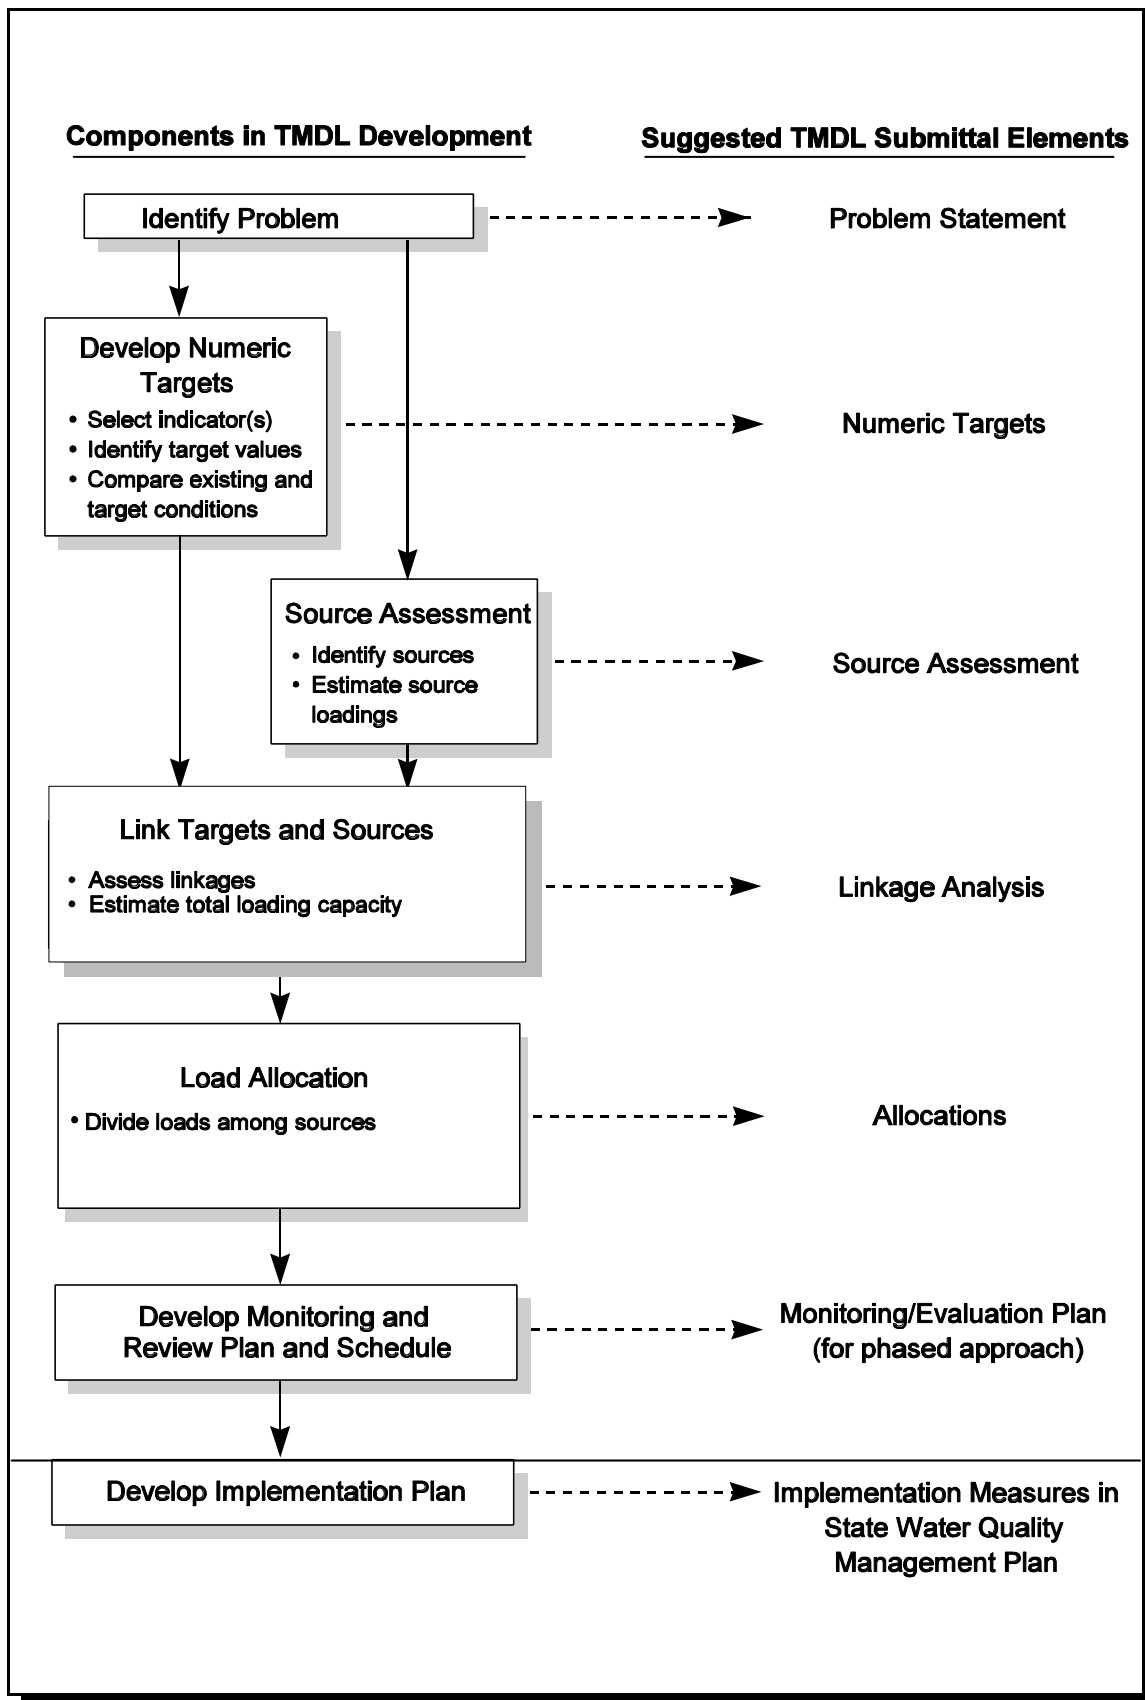 Components in TMDL Development
Suggested TMDL Submittal Elements
Identify Problem
Problem Statement
Develop Numeric
Targets
• Select indicator(s)
• Identify target values
• Compare existing and
target conditions
Numeric Targets
Source Assessment
• Identify sources
• Estimate source
loadings
Source Assessment
Link Targets and Sources
• Assess linkages
• Estimate total loading capacity
Linkage Analysis
Load Allocation
• Divide loads among sources
Allocations
Develop Monitoring and
Review Plan and Schedule
Monitoring/Evaluation Plan
(for phased approach)
Develop Implementation Plan
Implementation Measures in
State Water Quality
Management Plan